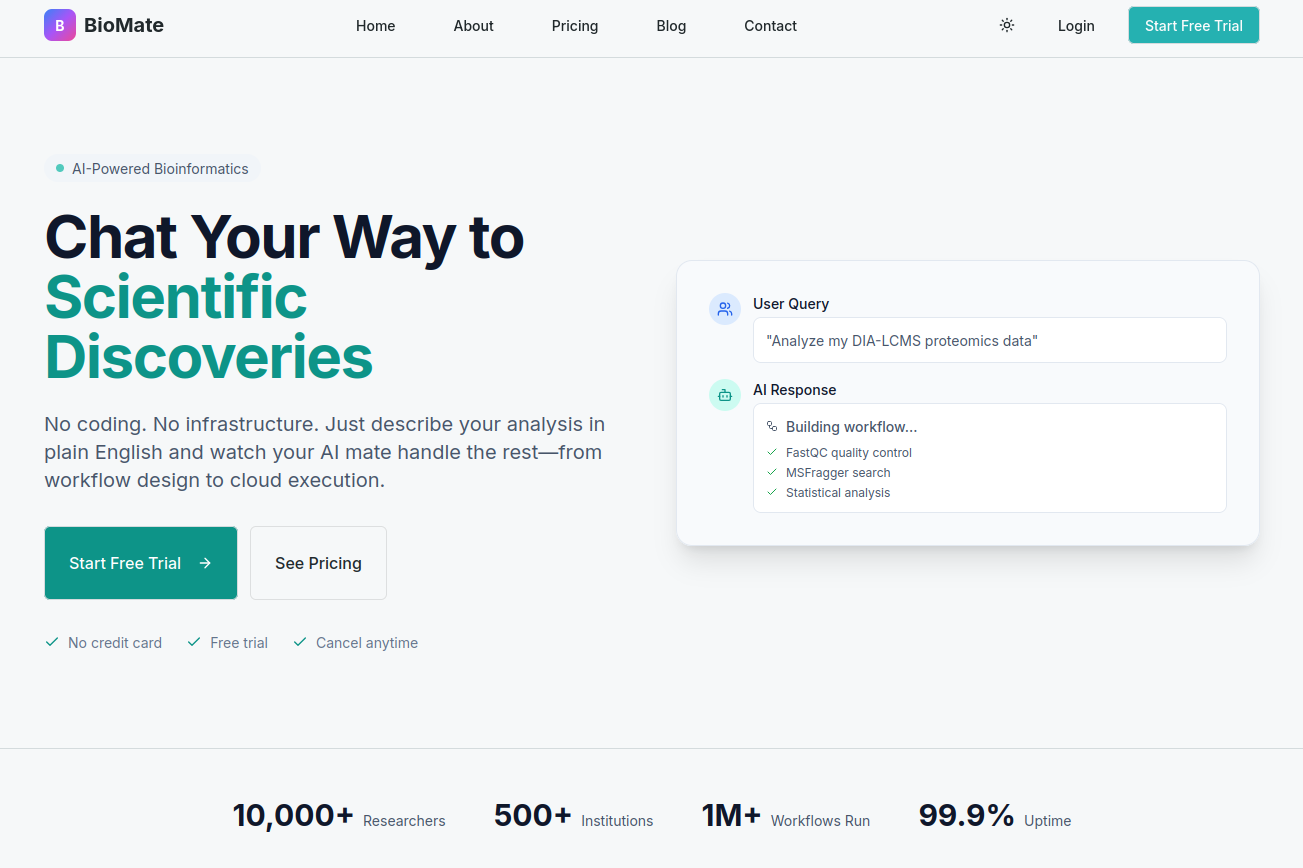 B BioMate Home About Pricing Blog Contact Login Start Free Trial
AI-Powered Bioinformatics
Chat Your Way to
Scientific
Discoveries
No coding. No infrastructure. Just describe your analysis in
plain English and watch your AI mate handle the rest—from
workflow design to cloud execution.
Start Free Trial See Pricing
No credit card Free trial Cancel anytime
User Query
"Analyze my DIA-LCMS proteomics data"
AI Response
Building workflow...
FastQC quality control
MSFragger search
Statistical analysis
10,000+ Researchers 500+ Institutions 1M+ Workflows Run 99.9% Uptime